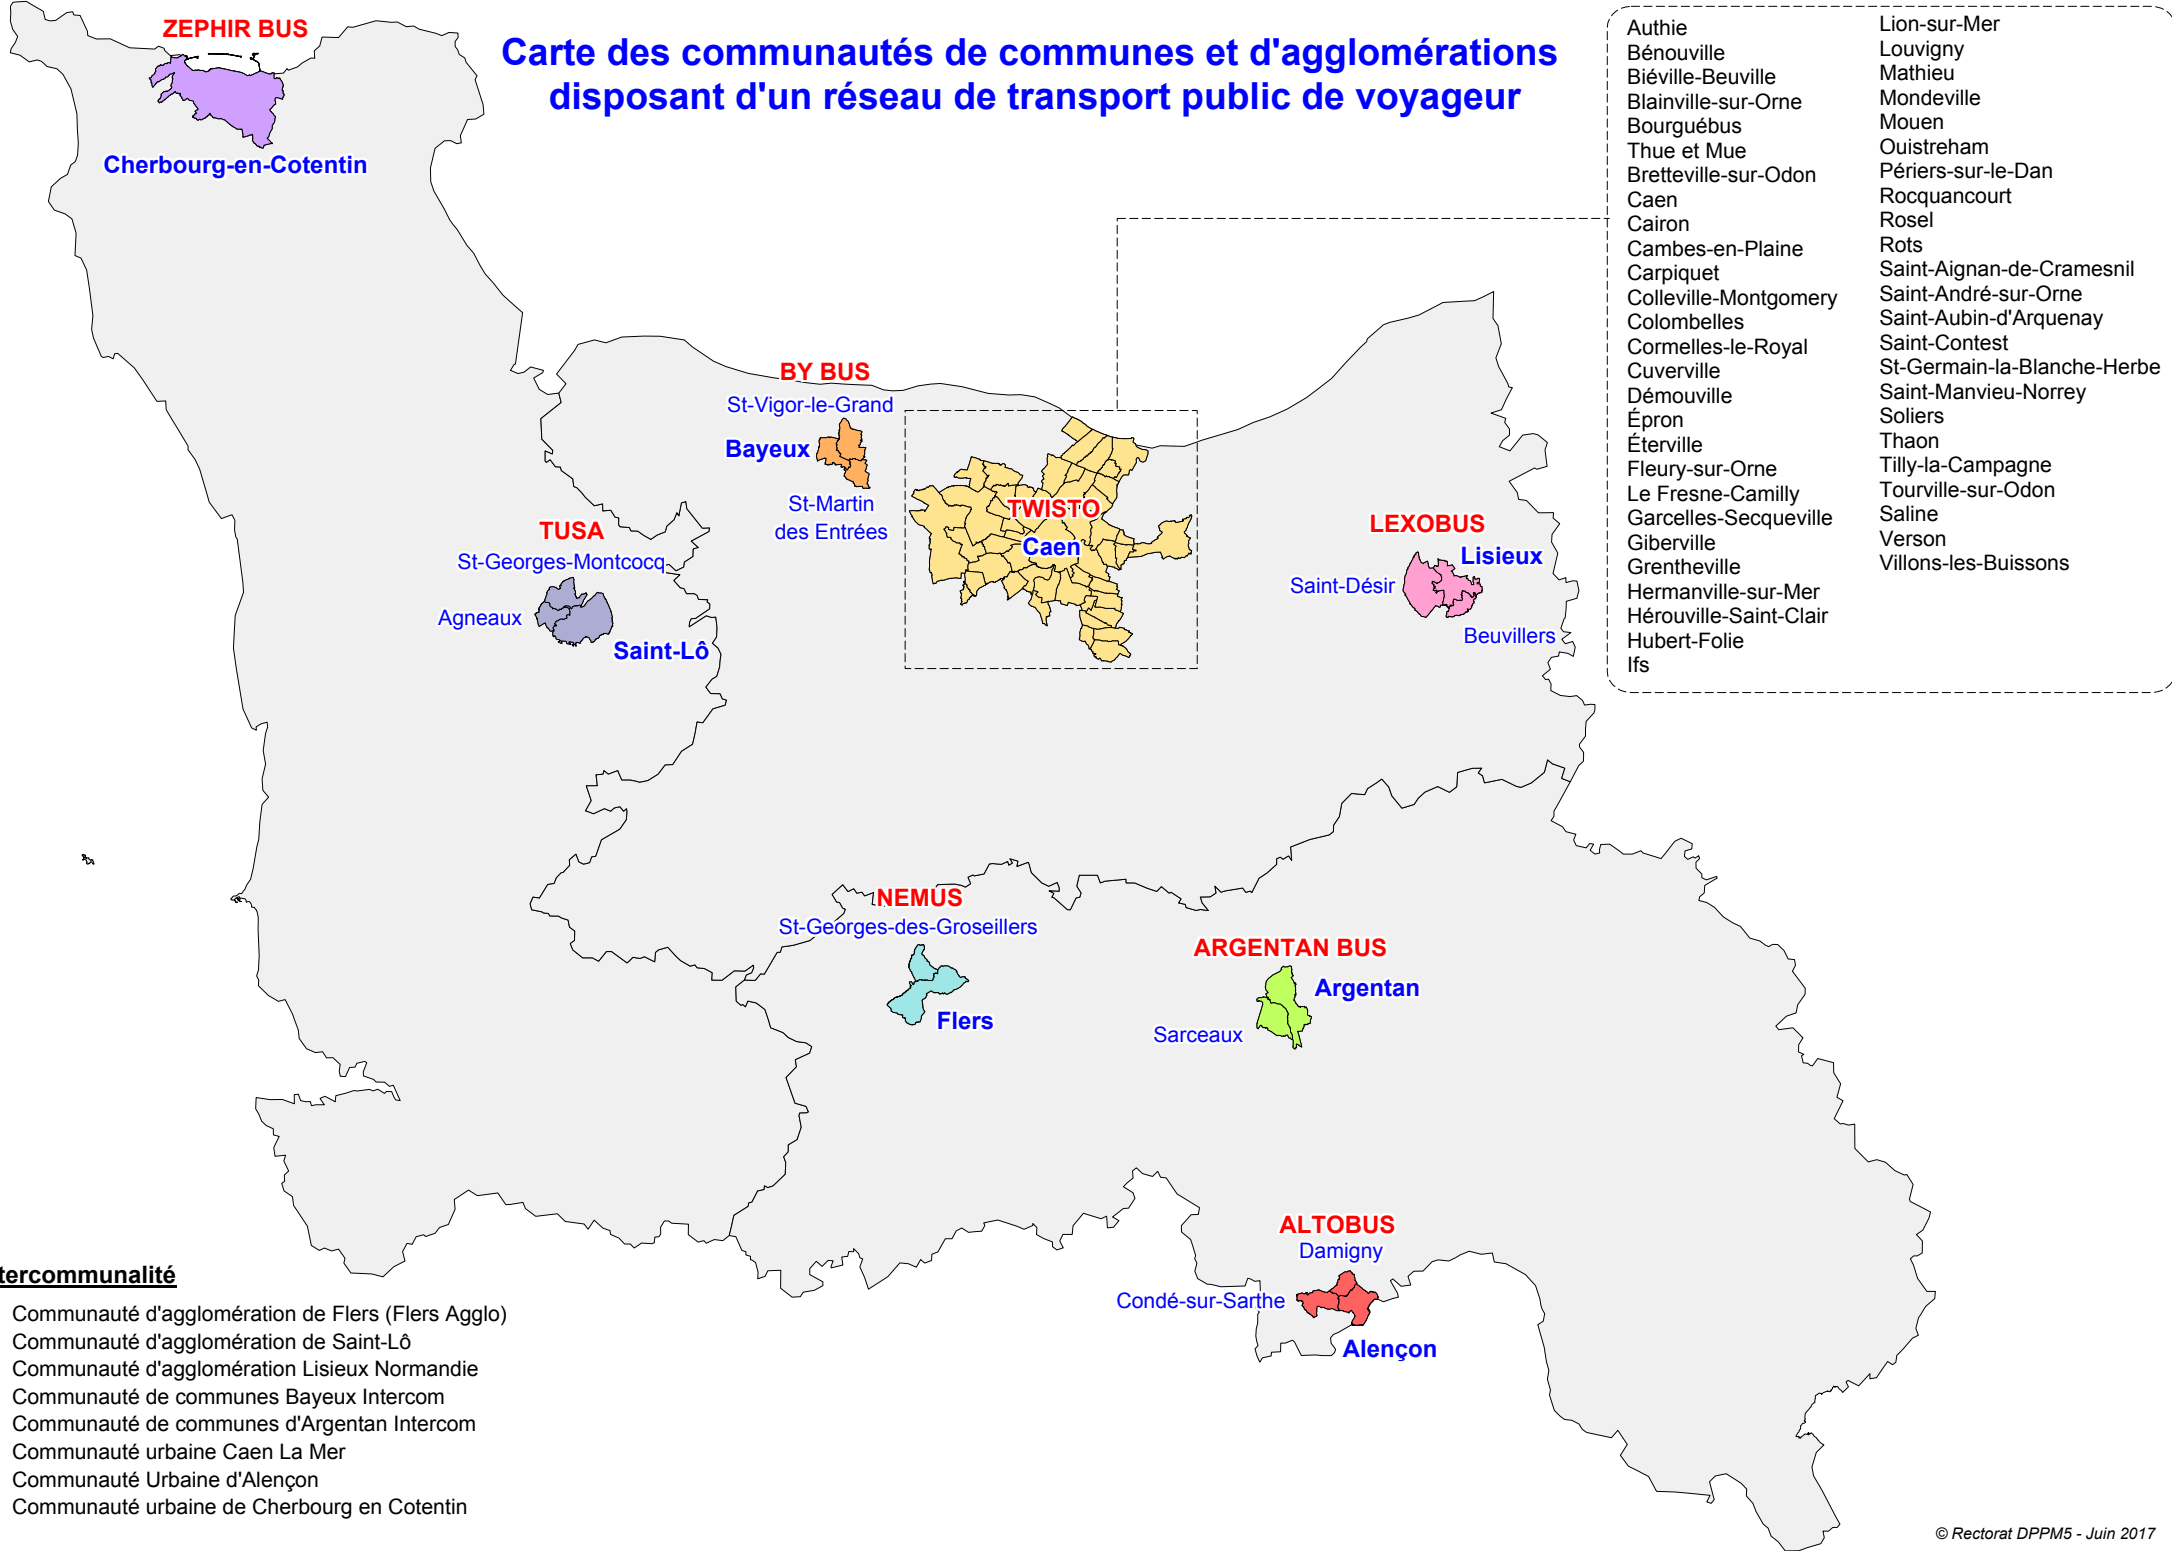 ZEPHIR BUS
Cherbourg-en-Cotentin
Carte des communautés de communes et d'agglomérations
disposant d'un réseau de transport public de voyageur
Authie
Bénouville
Biéville-Beuville
Blainville-sur-Orne
Bourguébus
Thue et Mue
Bretteville-sur-Odon
Caen
Cairon
Cambes-en-Plaine
Carpiquet
Colleville-Montgomery
Colombelles
Cormelles-le-Royal
Cuverville
Démouville
Épron
Éterville
Fleury-sur-Orne
Le Fresne-Camilly
Garcelles-Secqueville
Giberville
Grentheville
Hermanville-sur-Mer
Hérouville-Saint-Clair
Hubert-Folie
Ifs
Lion-sur-Mer
Louvigny
Mathieu
Mondeville
Mouen
Ouistreham
Périers-sur-le-Dan
Rocquancourt
Rosel
Rots
Saint-Aignan-de-Cramesnil
Saint-André-sur-Orne
Saint-Aubin-d'Arquenay
Saint-Contest
St-Germain-la-Blanche-Herbe
Saint-Manvieu-Norrey
Soliers
Thaon
Tilly-la-Campagne
Tourville-sur-Odon
Saline
Verson
Villons-les-Buissons
BY BUS
St-Vigor-le-Grand
Bayeux
St-Martin
des Entrées
TWISTO
Caen
TUSA
St-Georges-Montcocq
Agneaux
Saint-Lô
LEXOBUS
Lisieux
Saint-Désir
Beuvillers
NEMUS
St-Georges-des-Groseillers
Flers
ARGENTAN BUS
Argentan
Sarceaux
ALTOBUS
Damigny
Condé-sur-Sarthe
Alençon
tercommunalité
Communauté d'agglomération de Flers (Flers Agglo)
Communauté d'agglomération de Saint-Lô
Communauté d'agglomération Lisieux Normandie
Communauté de communes Bayeux Intercom
Communauté de communes d'Argentan Intercom
Communauté urbaine Caen La Mer
Communauté Urbaine d'Alençon
Communauté urbaine de Cherbourg en Cotentin
© Rectorat DPPM5 - Juin 2017